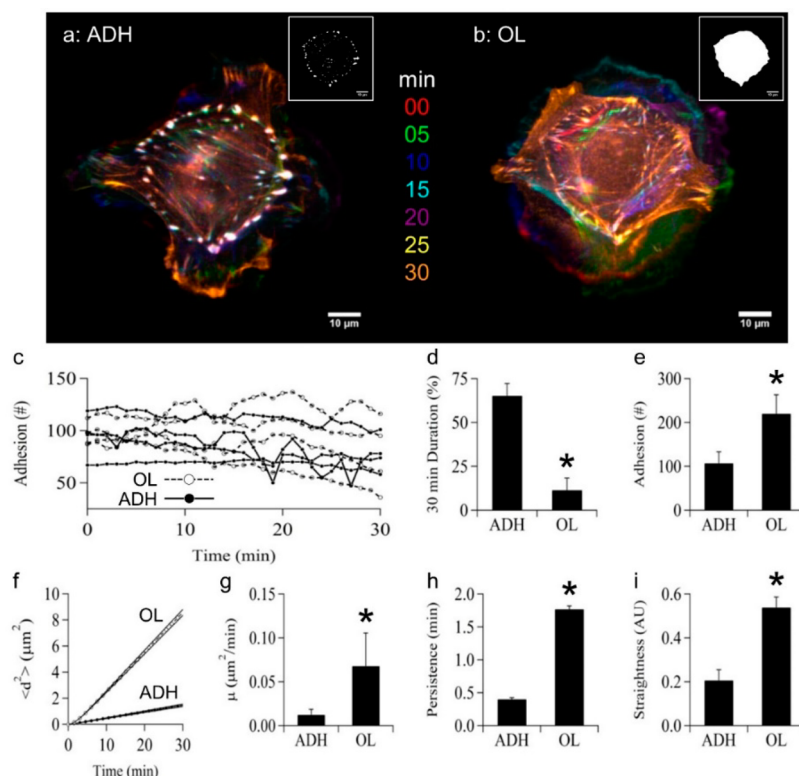 a: ADH
b: OL
min
00
05
10
15
20
25
30
10 µm
10 µm
c
Adhesion (#)
150
100
50
OL
ADH
0
10
20
30
Time (min)
d
30 min Duration (%)
75
50
25
0
*
ADH
OL
e
Adhesion (#)
300
200
100
0
*
ADH
OL
f
<d²> (µm²)
10
8
6
4
2
0
OL
ADH
0
10
20
30
Time (min)
g
µ (µm²/min)
0.15
0.10
0.05
0.00
*
ADH
OL
h
Persistence (min)
2.0
1.5
1.0
0.5
0.0
*
ADH
OL
i
Straightness (AU)
0.6
0.4
0.2
0.0
*
ADH
OL